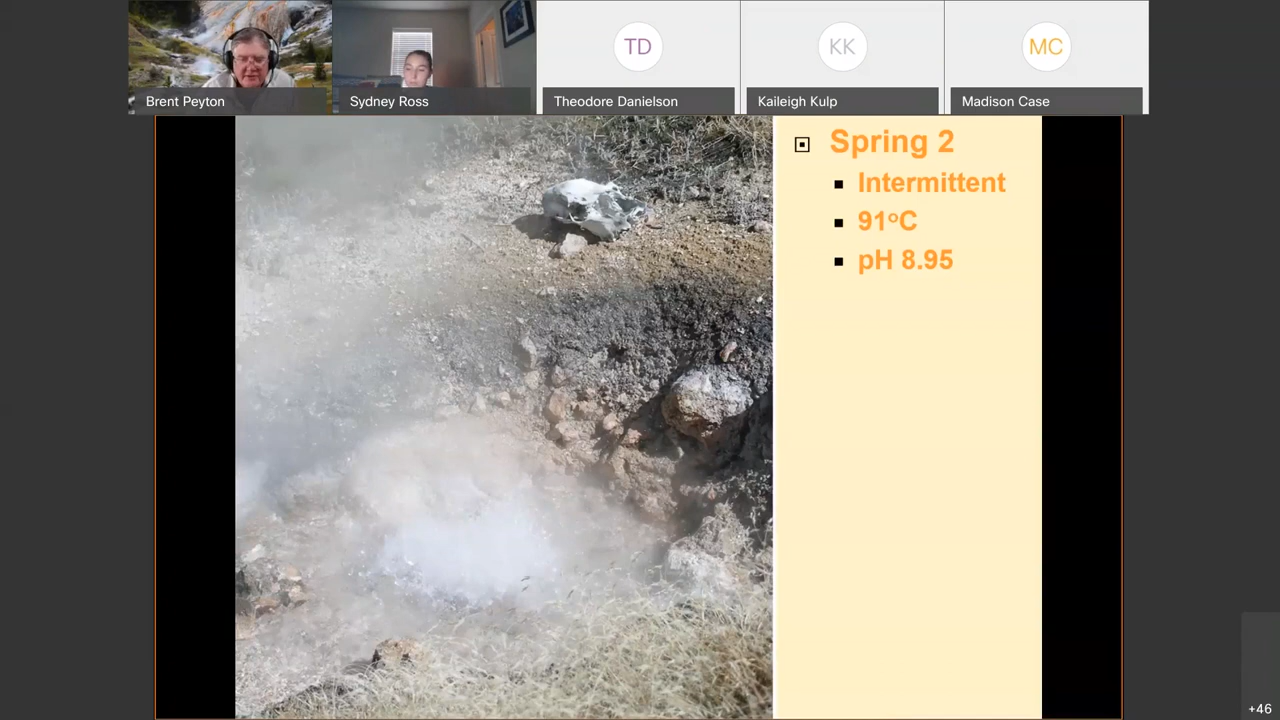 TD
KK
MC
Brent Peyton
Sydney Ross
Theodore Danielson
Kaileigh Kulp
Madison Case
Spring 2
Intermittent
91°C
pH 8.95
+46